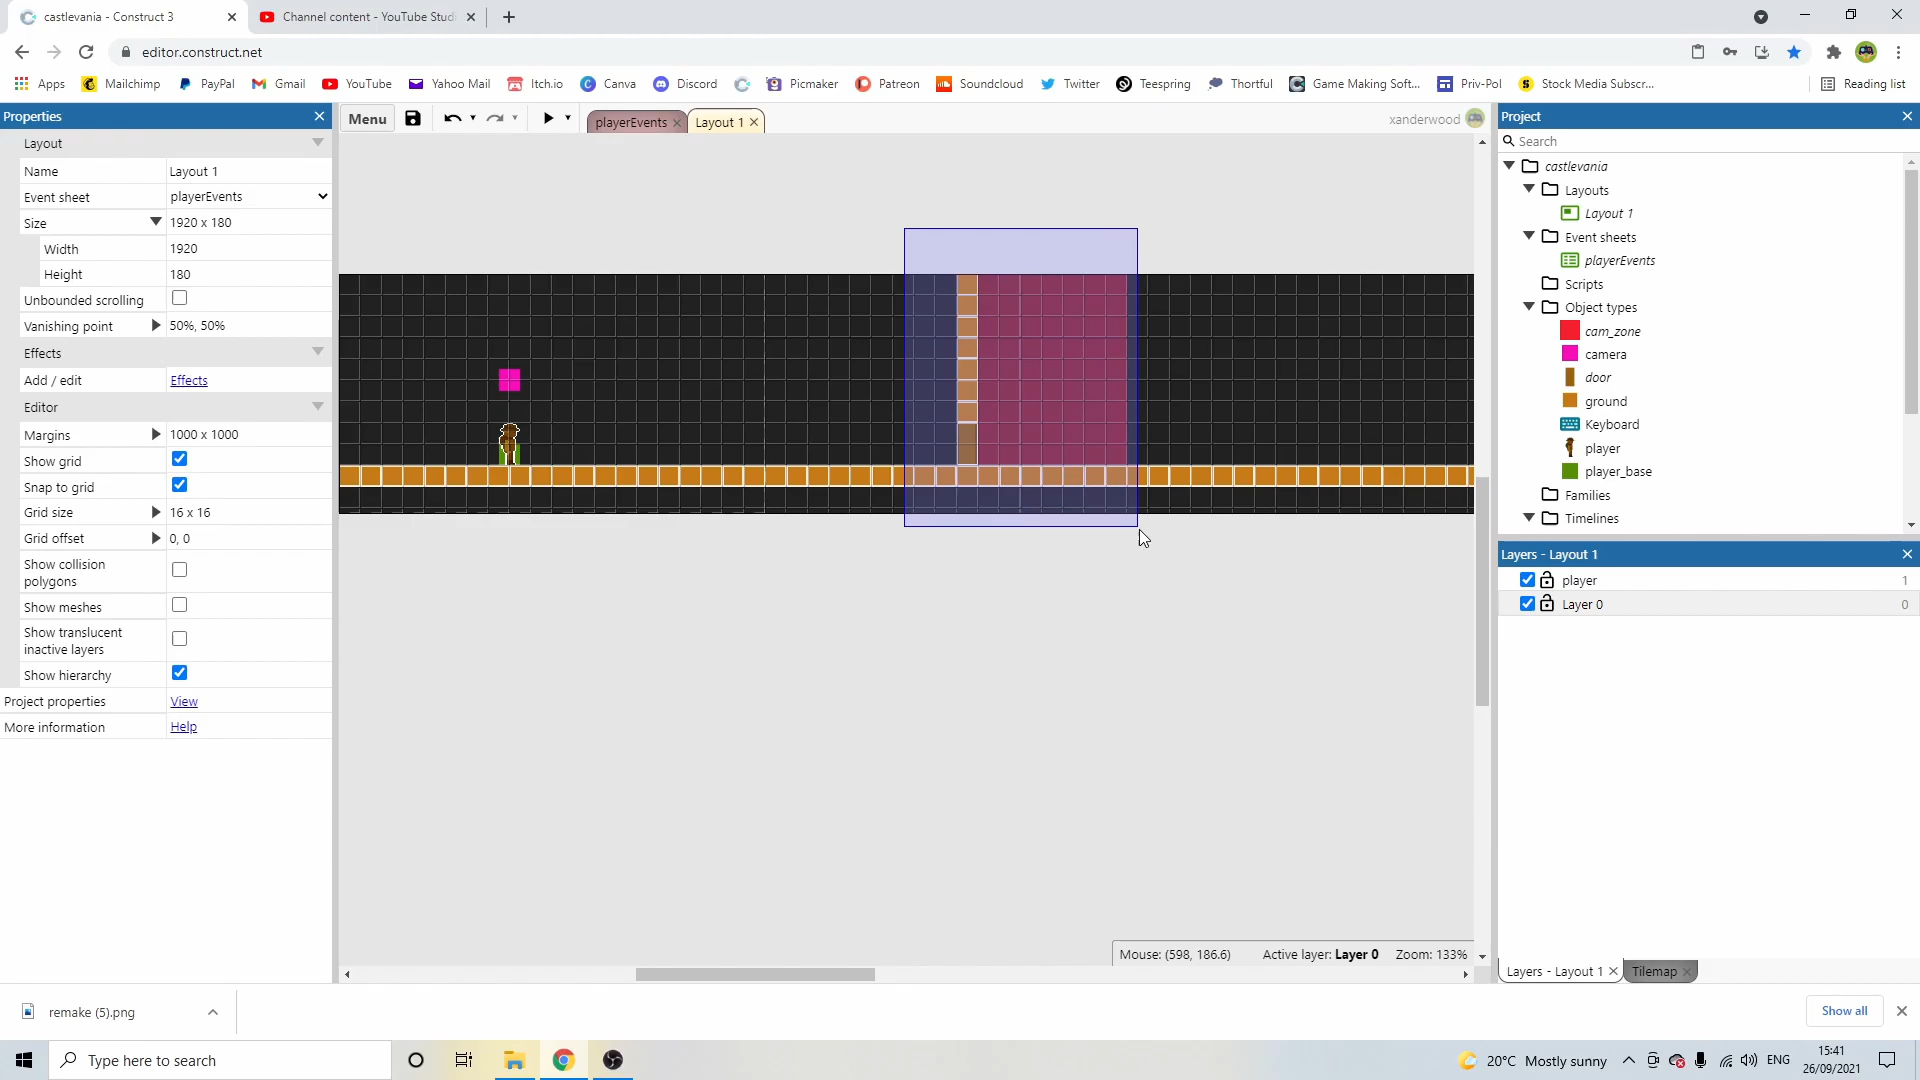 castlevania - Construct 3
Channel content - YouTube Stud
editor.construct.net
Apps
Mailchimp
PayPal
Gmail
YouTube
Yahoo Mail
Itch.io
Canva
Discord
Picmaker
Patreon
Soundcloud
Twitter
Teespring
Thortful
Game Making Soft...
Priv-Pol
Stock Media Subscr...
Reading list
Properties
Menu
playerEvents
Layout 1
xanderwood
Project
Search
Layout
Name Layout 1
Event sheet playerEvents
Size 1920 x 180
Width 1920
Height 180
Unbounded scrolling
Vanishing point 50%, 50%
Effects
Add / edit Effects
Editor
Margins 1000 x 1000
Show grid
Snap to grid
Grid size 16 x 16
Grid offset 0, 0
Show collision
polygons
Show meshes
Show translucent
inactive layers
Show hierarchy
Project properties View
More information Help
castlevania
Layouts
Layout 1
Event sheets
playerEvents
Scripts
Object types
cam_zone
camera
door
ground
Keyboard
player
player_base
Families
Timelines
Layers - Layout 1
player 1
Layer 0 0
Mouse: (598, 186.6) Active layer: Layer 0 Zoom: 133%
Layers - Layout 1
Tilemap
remake (5).png
Show all
Type here to search
20°C Mostly sunny
ENG
15:41
26/09/2021